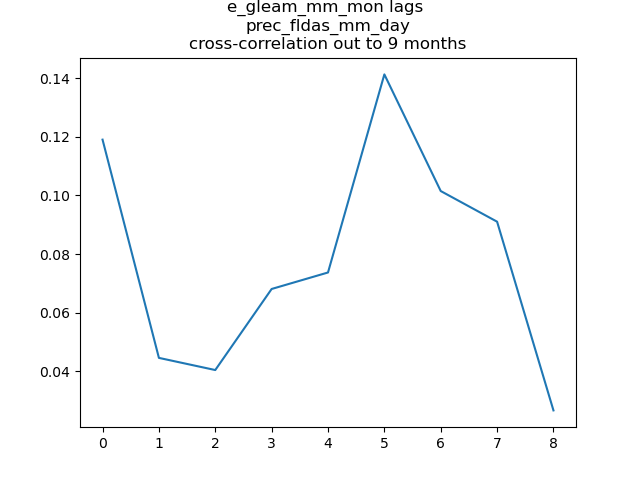 e_gleam_mm_mon lags
prec_fldas_mm_day
cross-correlation out to 9 months
0.14
0.12
0.10
0.08
0.06
0.04
0 1 2 3 4 5 6 7 8